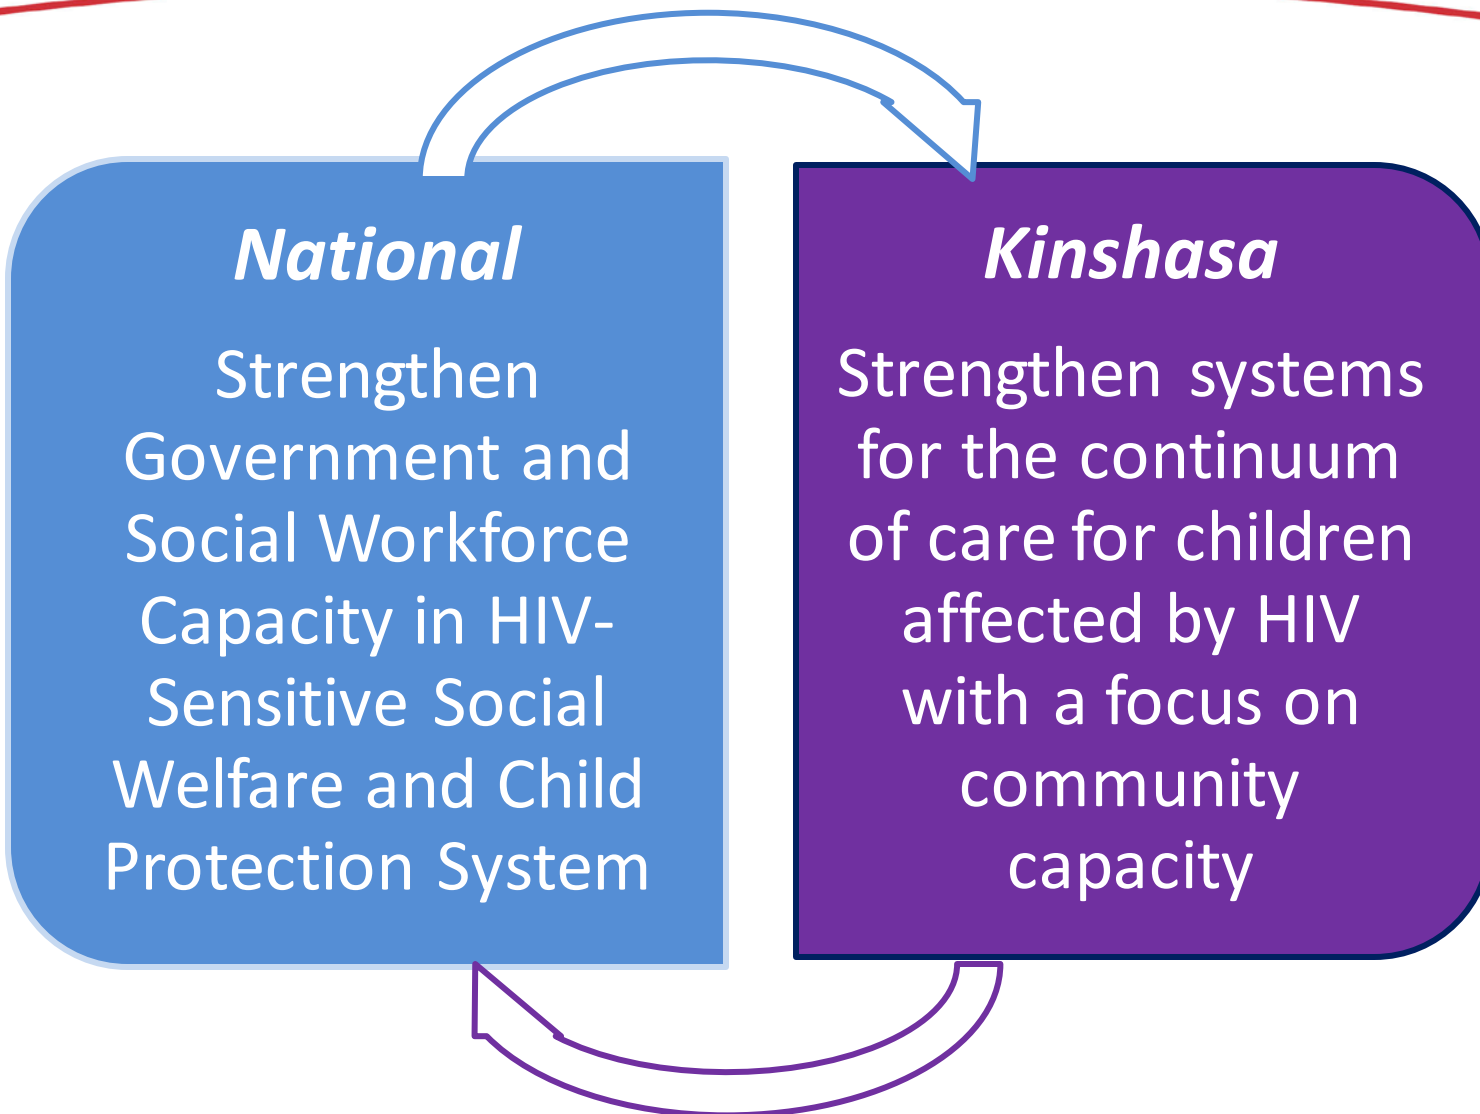 National
Strengthen
Government and
Social Workforce
Capacity in HIV-
Sensitive Social
Welfare and Child
Protection System
Kinshasa
Strengthen systems
for the continuum
of care for children
affected by HIV
with a focus on
community
capacity